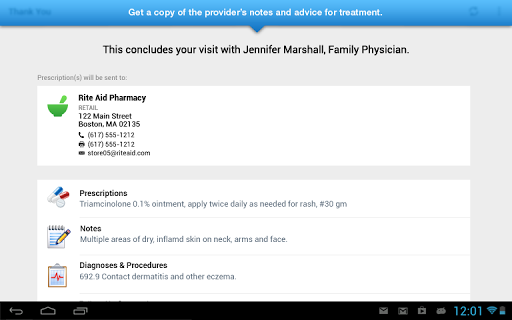 Thank You
Get a copy of the provider's notes and advice for treatment.
This concludes your visit with Jennifer Marshall, Family Physician.
Prescription(s) will be sent to:
Rite Aid Pharmacy
RETAIL
122 Main Street
Boston, MA 02135
(617) 555-1212
(617) 555-1212
store05@riteaid.com
Prescriptions
Triamcinolone 0.1% ointment, apply twice daily as needed for rash, #30 gm
Notes
Multiple areas of dry, inflamd skin on neck, arms and face.
Diagnoses & Procedures
692.9 Contact dermatitis and other eczema.
12:01